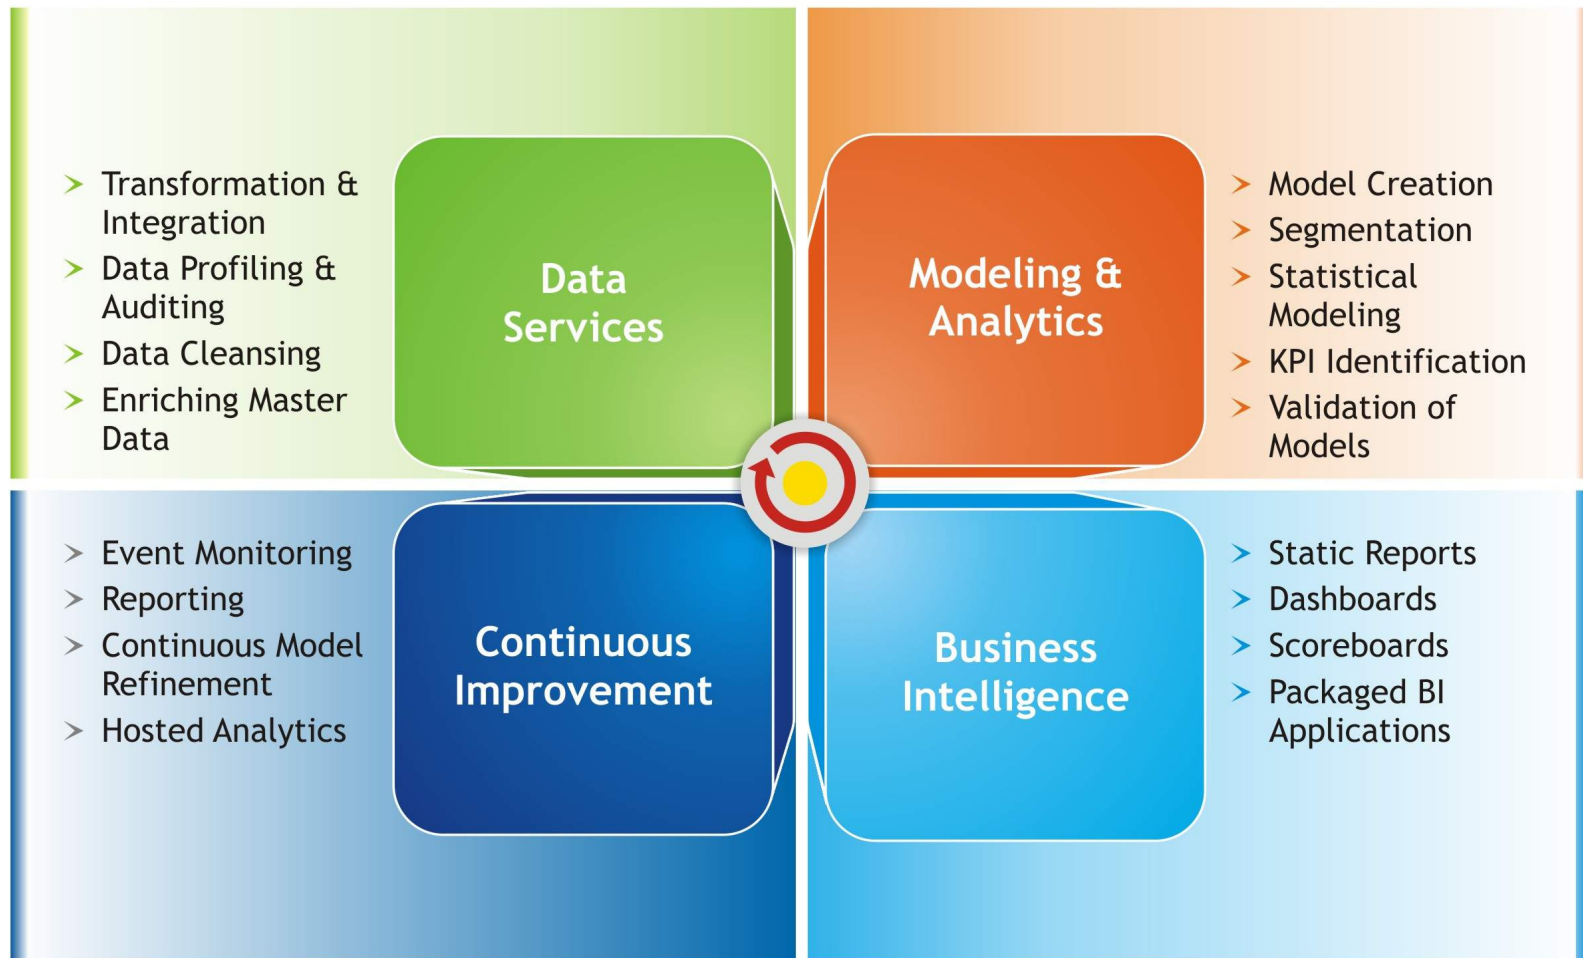 Transformation &
Integration
Data Profiling &
Auditing
Data Cleansing
Enriching Master
Data
Data
Services
Modeling &
Analytics
Model Creation
Segmentation
Statistical
Modeling
KPI Identification
Validation of
Models
Event Monitoring
Reporting
Continuous Model
Refinement
Hosted Analytics
Continuous
Improvement
Business
Intelligence
Static Reports
Dashboards
Scoreboards
Packaged BI
Applications